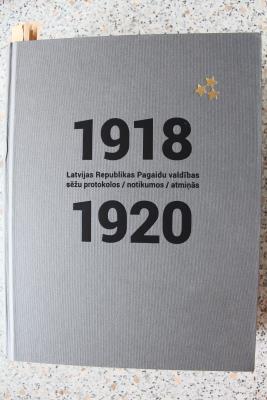 1918
Latvijas Republikas Pagaidu valdības
sēžu protokolos / notikumos / atmiņās
1920